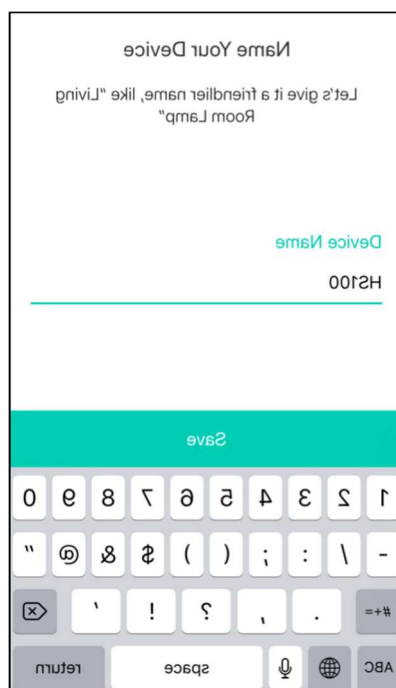 Name Your Device
Let's give it a friendlier name, like "Living
Room Lamp"
Device Name
HS100
Save
1 2 3 4 5 6 7 8 9 0
- / : ; ( ) $ & @ "
#+= . , ? ! '
ABC space return